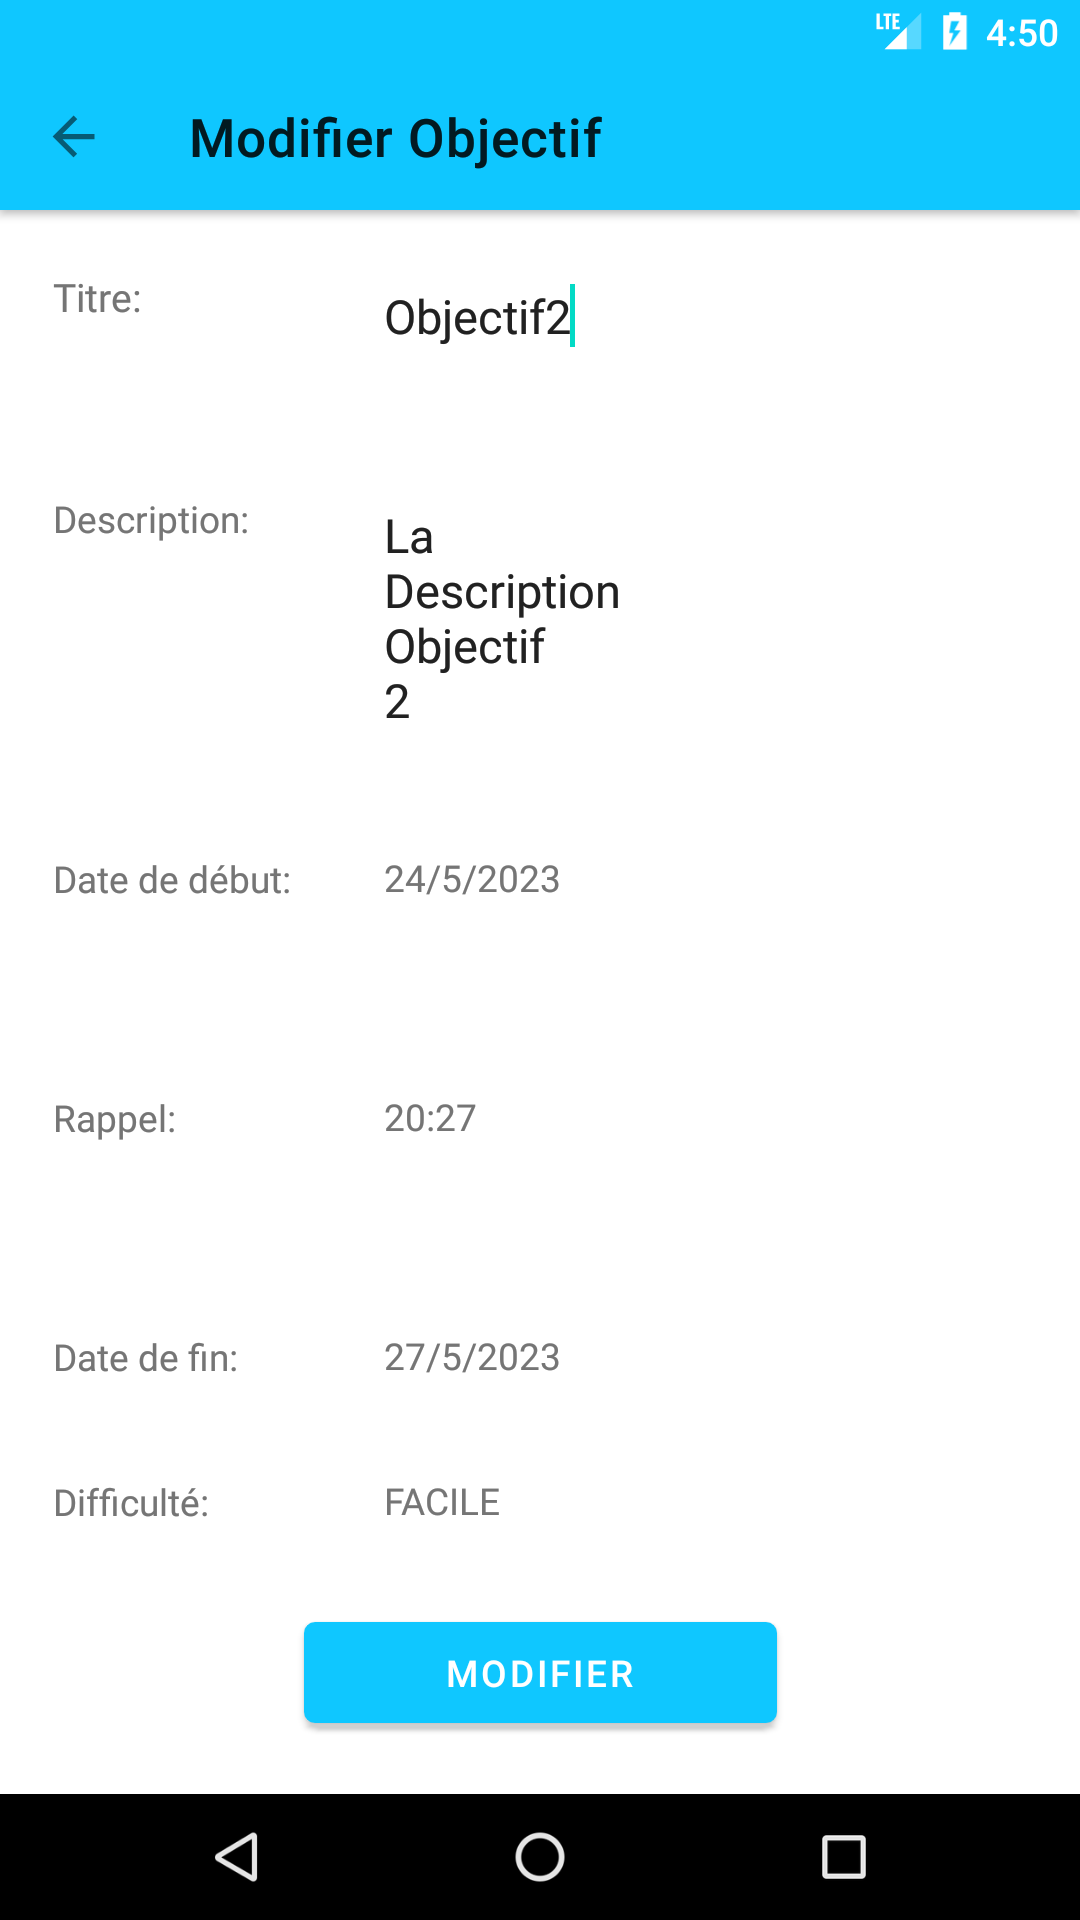 LTE 4:50
Modifier Objectif
Titre: Objectif2
Description: La
Description
Objectif
2
Date de début: 24/5/2023
Rappel: 20:27
Date de fin: 27/5/2023
Difficulté: FACILE
MODIFIER